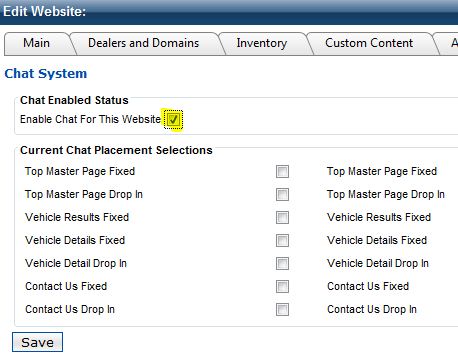 Edit Website:
Main Dealers and Domains Inventory Custom Content A
Chat System
Chat Enabled Status
Enable Chat For This Website
Current Chat Placement Selections
Top Master Page Fixed Top Master Page Fixed
Top Master Page Drop In Top Master Page Drop In
Vehicle Results Fixed Vehicle Results Fixed
Vehicle Details Fixed Vehicle Details Fixed
Vehicle Detail Drop In Vehicle Detail Drop In
Contact Us Fixed Contact Us Fixed
Contact Us Drop In Contact Us Drop In
Save